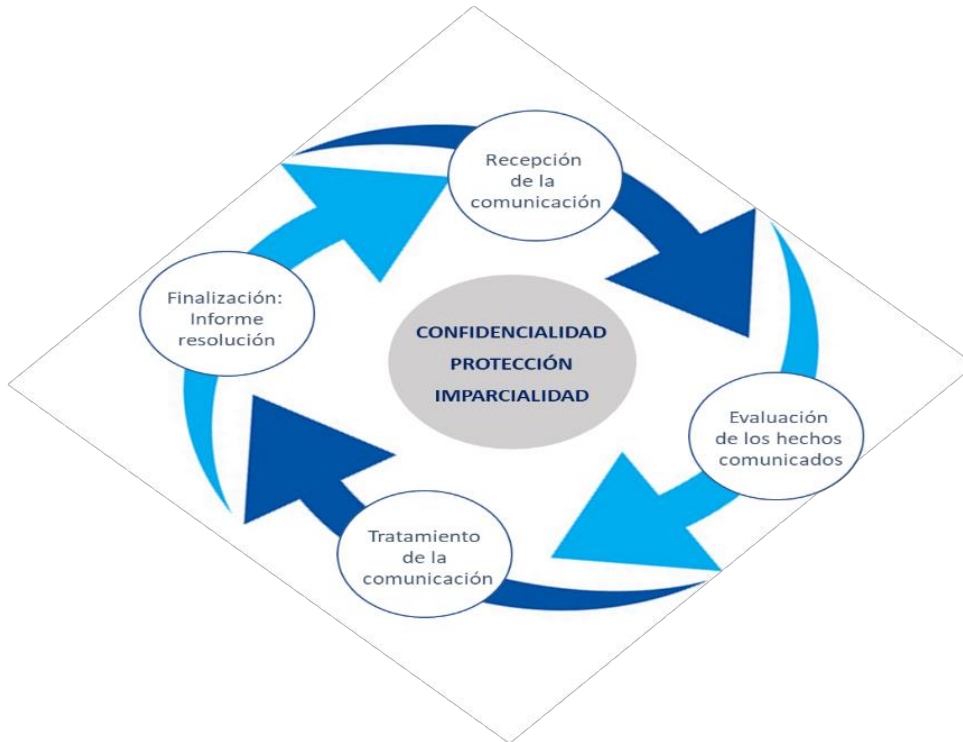 Recepción
de la
comunicación
Evaluación
de los hechos
comunicados
Tratamiento
de la
comunicación
Finalización:
Informe
resolución
CONFIDENCIALIDAD
PROTECCIÓN
IMPARCIALIDAD